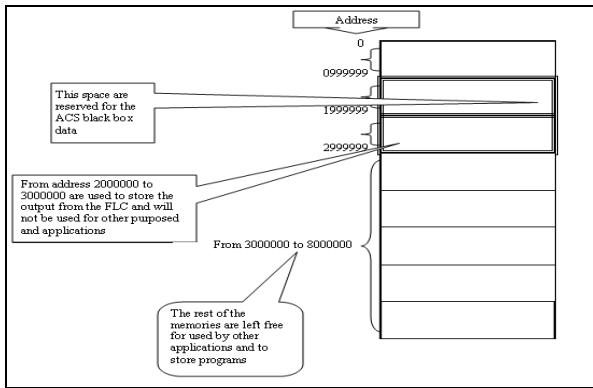 Address
0
0999999
This space are
reserved for the
ACS black box
data
1999999
2999999
From address 2000000 to
3000000 are used to store the
output from the FLC and will
not be used for other purposed
and applications
From 3000000 to 8000000
The rest of the
memories are left free
for used by other
applications and to
store programs